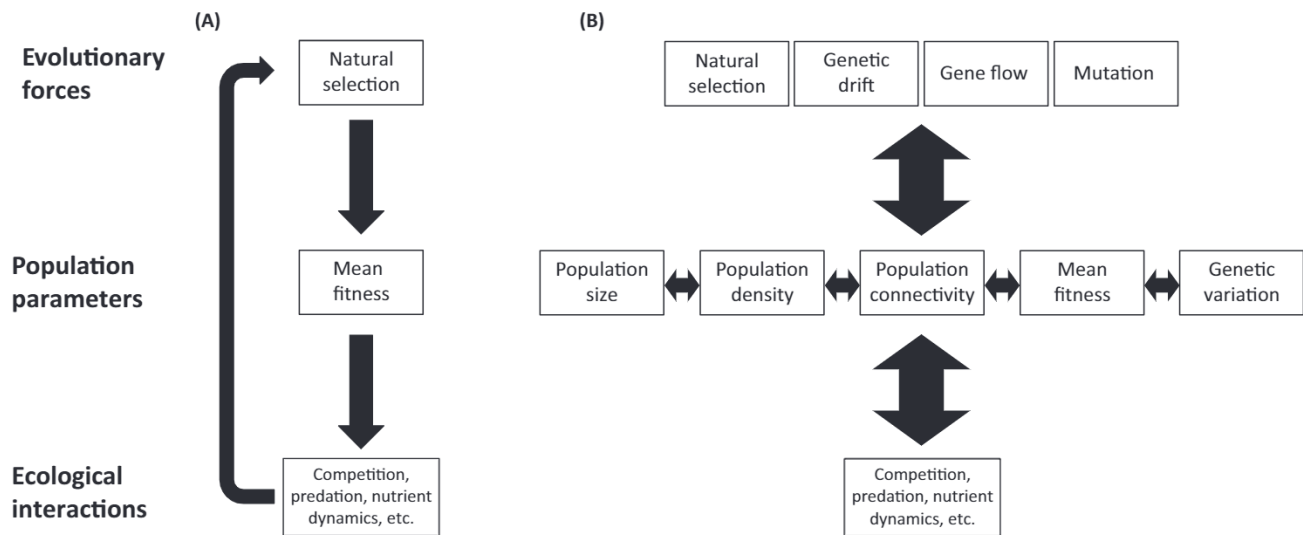 (A)
(B)
Evolutionary
forces
Natural
selection
Natural
selection
Genetic
drift
Gene flow
Mutation
Population
parameters
Mean
fitness
Population
size
Population
density
Population
connectivity
Mean
fitness
Genetic
variation
Ecological
interactions
Competition,
predation, nutrient
dynamics, etc.
Competition,
predation, nutrient
dynamics, etc.